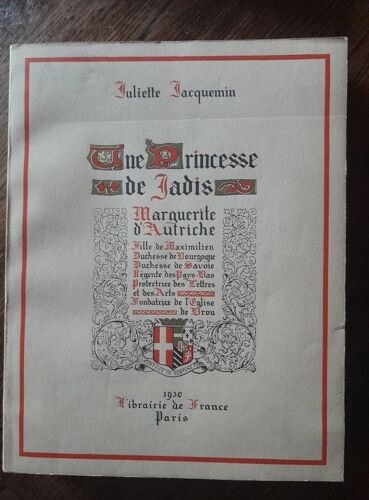 Juliette Jacquemin
Une Princesse
de Jadis
Marguerite
d'Autriche
Fille de Maximilien
Duchesse de Bourgogne
Duchesse de Savoie
Régente des Pays-Bas
Protectrice des Lettres
et des Arts
Fondatrice de l'Eglise
de Brou
1930
Librairie de France
Paris